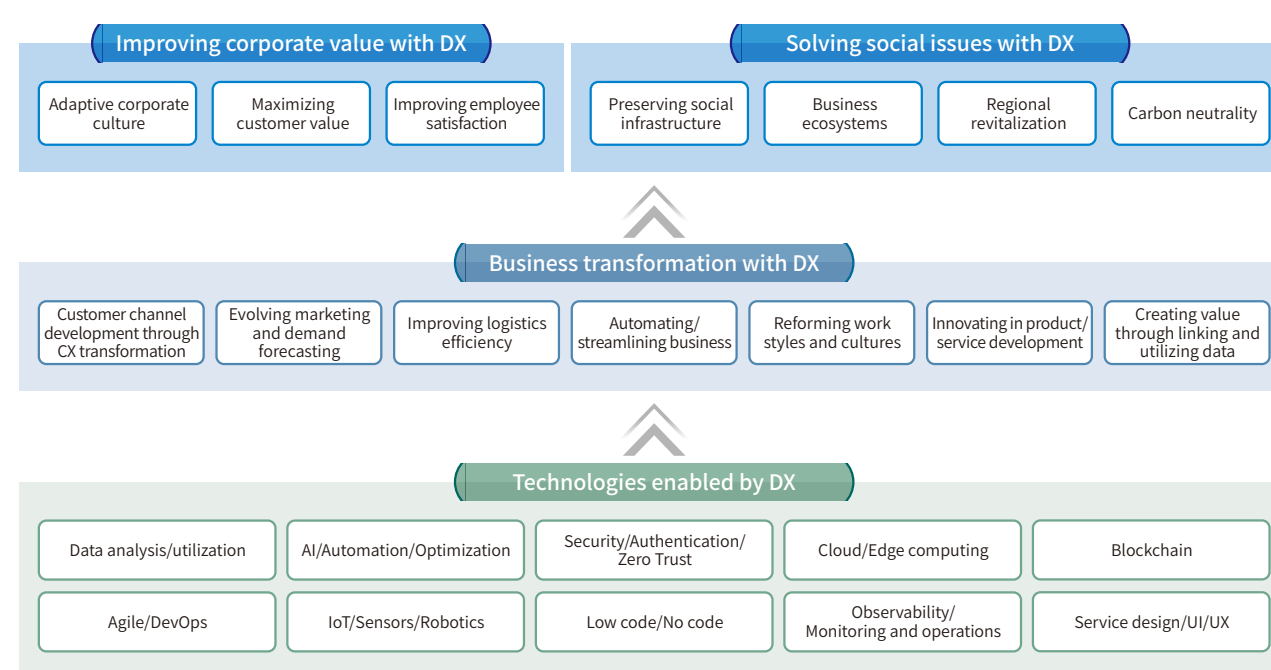 Improving corporate value with DX
Adaptive corporate
culture
Maximizing
customer value
Improving employee
satisfaction
Solving social issues with DX
Preserving social
infrastructure
Business
ecosystems
Regional
revitalization
Carbon neutrality
Business transformation with DX
Customer channel
development through
CX transformation
Evolving marketing
and demand
forecasting
Improving logistics
efficiency
Automating/
streamlining business
Reforming work
styles and cultures
Innovating in product/
service development
Creating value
through linking and
utilizing data
Technologies enabled by DX
Data analysis/utilization
AI/Automation/Optimization
Security/Authentication/
Zero Trust
Cloud/Edge computing
Blockchain
Agile/DevOps
IoT/Sensors/Robotics
Low code/No code
Observability/
Monitoring and operations
Service design/UI/UX